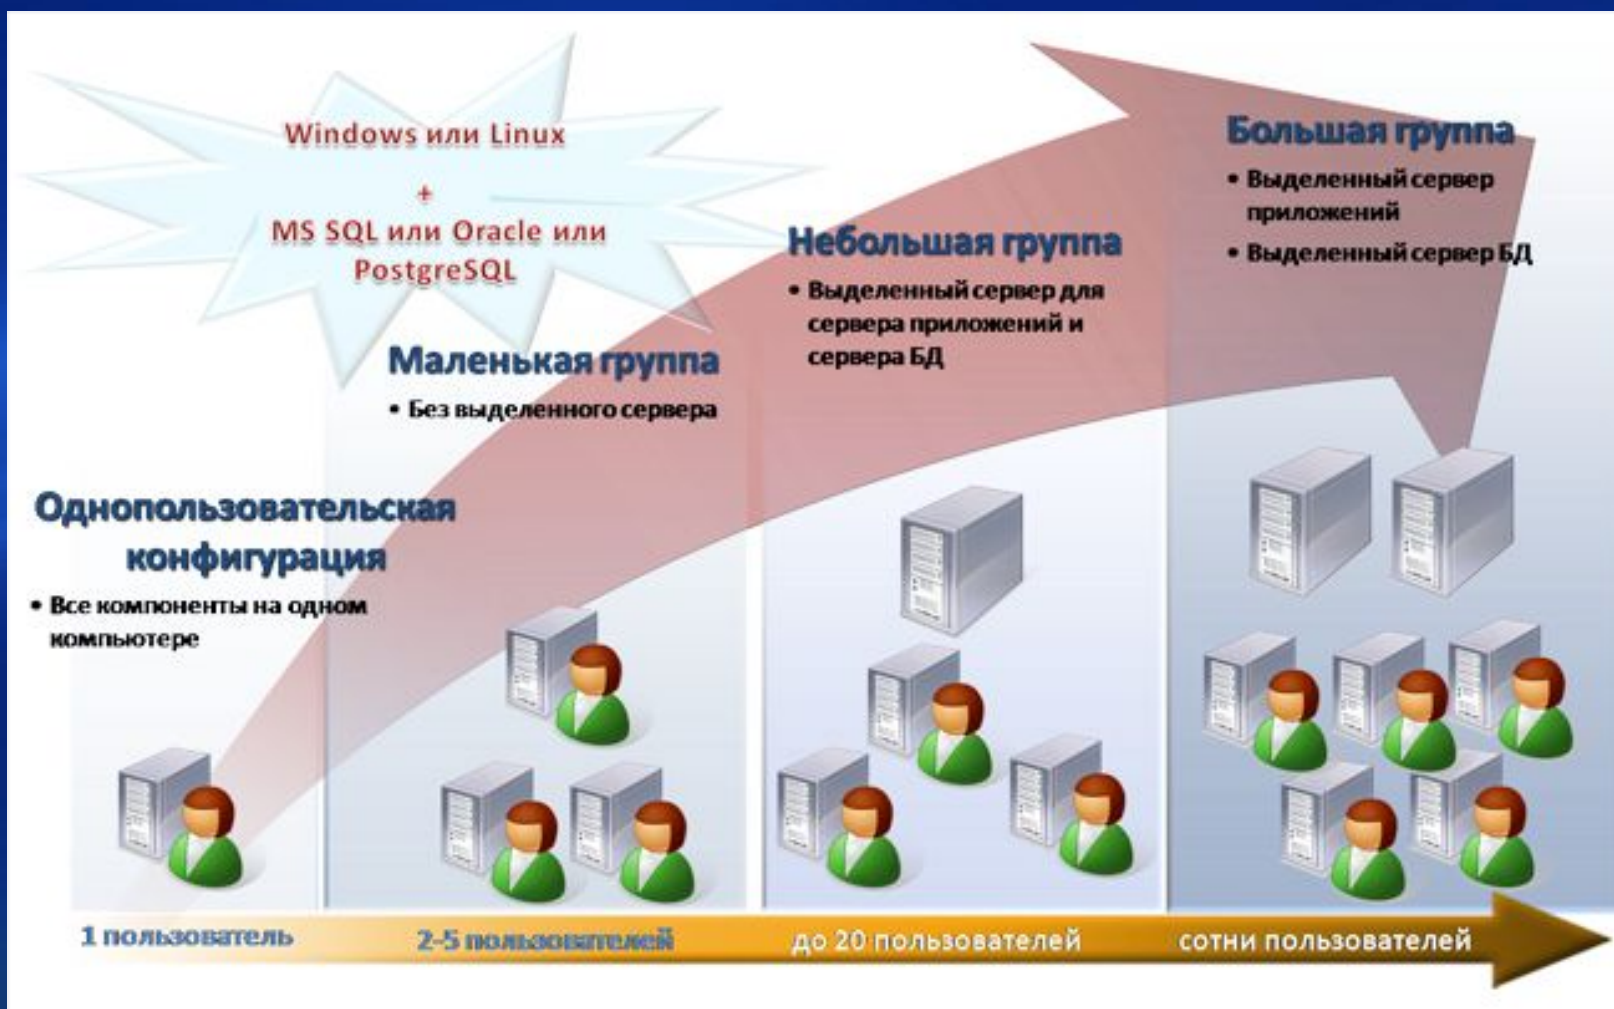 Windows или Linux
+
MS SQL или Oracle или
PostgreSQL
Однопользовательская
конфигурация
• Все компоненты на одном
компьютере
Маленькая группа
• Без выделенного сервера
Небольшая группа
• Выделенный сервер для
сервера приложений и
сервера БД
Большая группа
• Выделенный сервер
приложений
• Выделенный сервер БД
1 пользователь
2-5 пользователей
до 20 пользователей
сотни пользователей